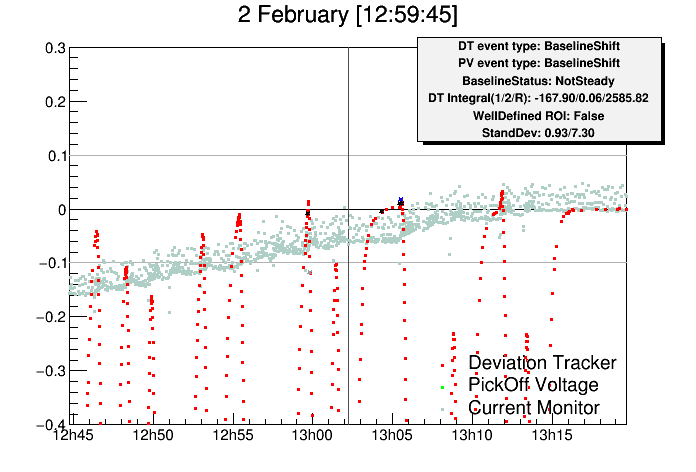 2 February [12:59:45]
DT event type: BaselineShift
PV event type: BaselineShift
BaselineStatus: NotSteady
DT Integral(1/2/R): -167.90/0.06/2585.82
WellDefined ROI: False
StandDev: 0.93/7.30
0.3
0.2
0.1
0
−0.1
−0.2
−0.3
−0.4
Deviation Tracker
PickOff Voltage
Current Monitor
12h45 12h50 12h55 13h00 13h05 13h10 13h15